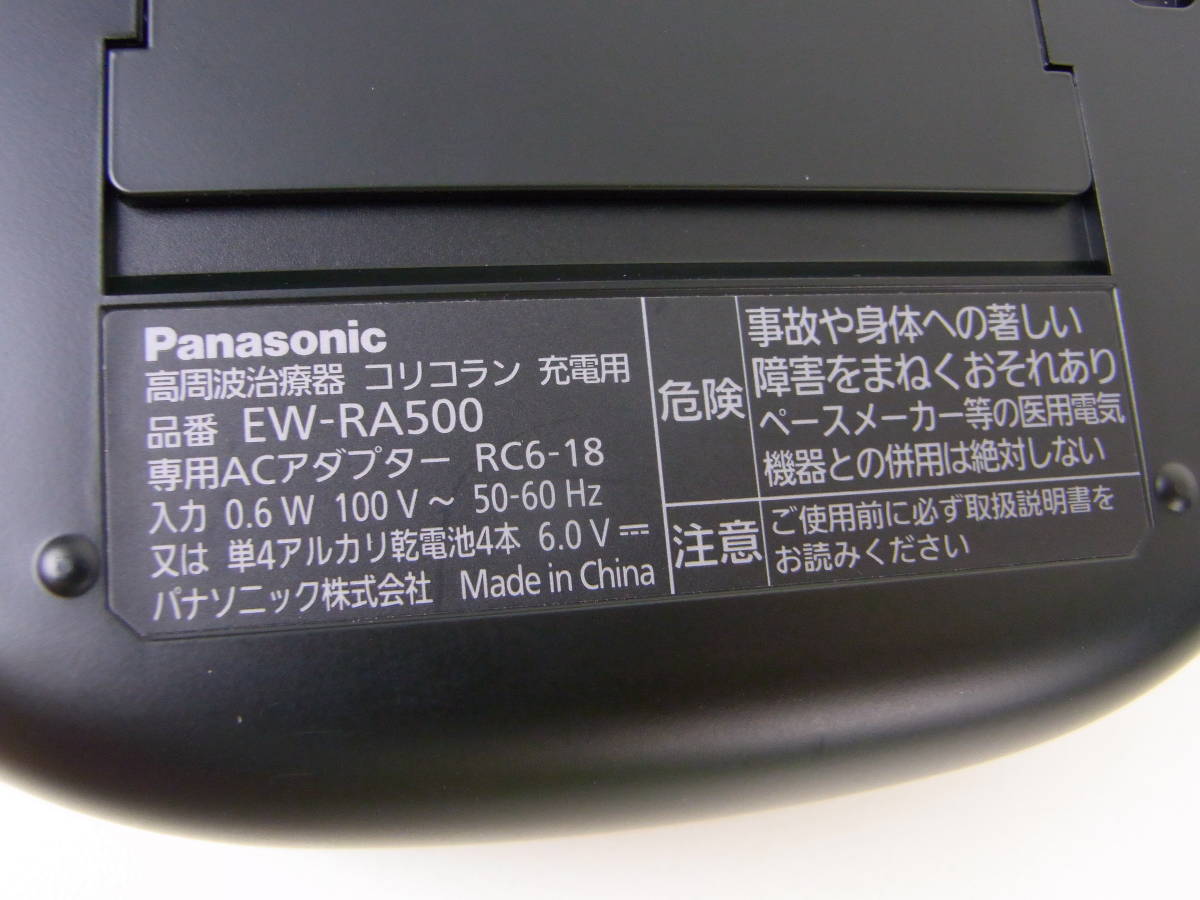 Panasonic
高周波治療器 コリコラン 充電用
品番 EW-RA500
専用ACアダプター RC6-18
入力 0.6 W 100 V～ 50-60 Hz
又は 単4アルカリ乾電池4本 6.0 V ⎓
パナソニック株式会社 Made in China
危険
事故や身体への著しい
障害をまねくおそれあり
ペースメーカー等の医用電気
機器との併用は絶対しない
注意
ご使用前に必ず取扱説明書を
お読みください